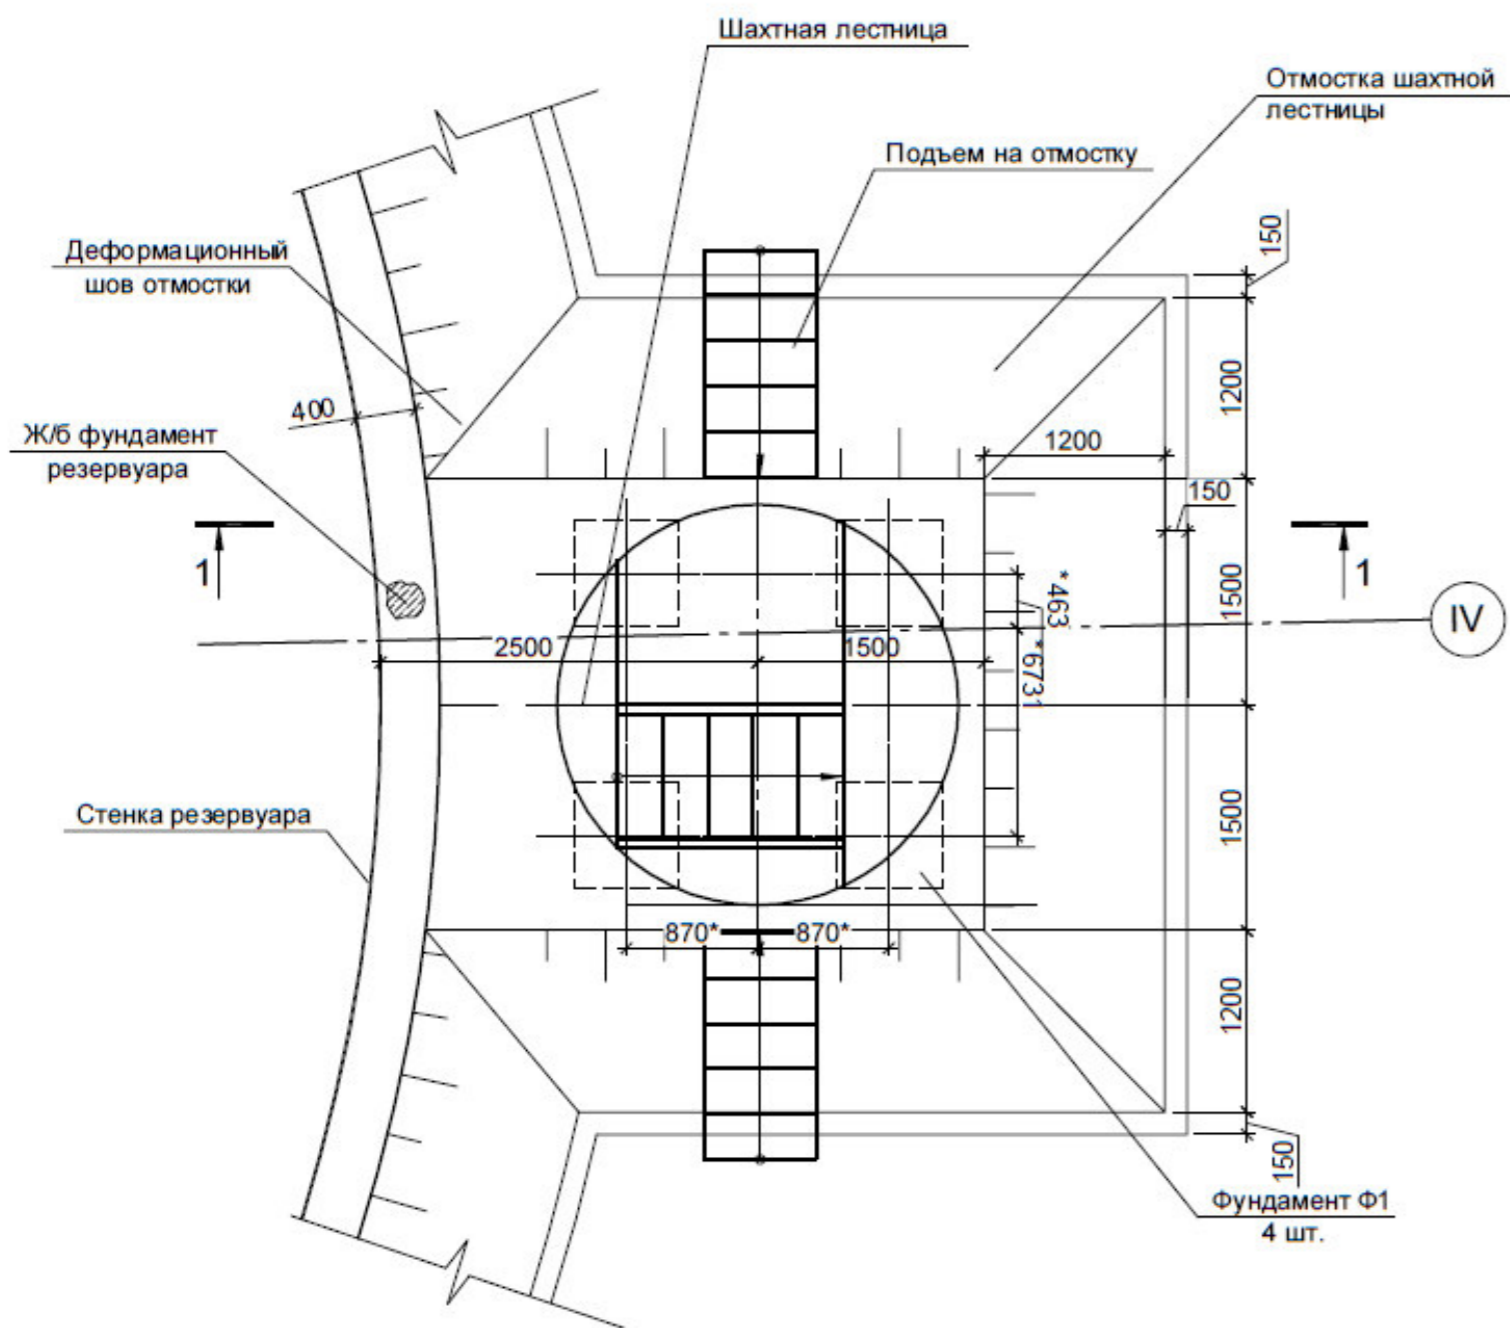 Шахтная лестница
Отмостка шахтной
лестницы
Подъем на отмостку
150
Деформационный
шов отмостки
1200
400
Ж/б фундамент
резервуара
1200
150
1
1
*463
1500
IV
2500
1500
*6731
Стенка резервуара
1500
870*
870*
1200
150
Фундамент Ф1
4 шт.